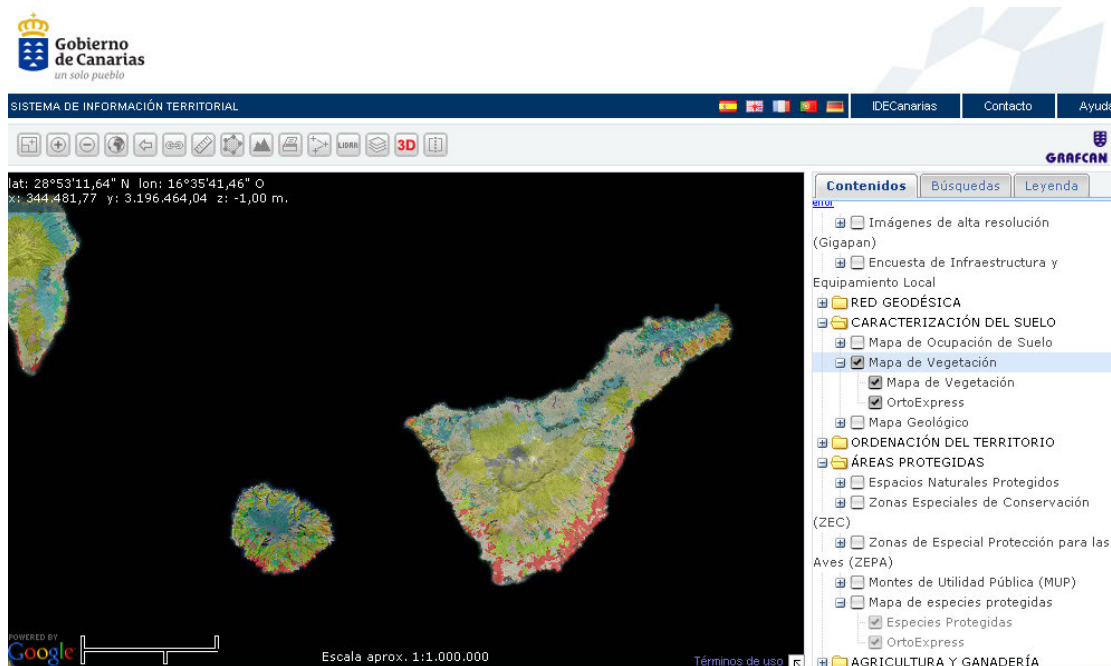 Gobierno
de Canarias
un solo pueblo
SISTEMA DE INFORMACIÓN TERRITORIAL
IDECanarias
Contacto
Ayuda
LIDAR
3D
GRAFCAN
lat: 28°53'11,64" N lon: 16°35'41,46" O
x: 344.481,77 y: 3.196.464,04 z: -1,00 m.
Contenidos
Búsquedas
Leyenda
error
Imágenes de alta resolución
(Gigapan)
Encuesta de Infraestructura y
Equipamiento Local
RED GEODÉSICA
CARACTERIZACIÓN DEL SUELO
Mapa de Ocupación de Suelo
Mapa de Vegetación
Mapa de Vegetación
OrtoExpress
Mapa Geológico
ORDENACIÓN DEL TERRITORIO
ÁREAS PROTEGIDAS
Espacios Naturales Protegidos
Zonas Especiales de Conservación
(ZEC)
Zonas de Especial Protección para las
Aves (ZEPA)
Montes de Utilidad Pública (MUP)
Mapa de especies protegidas
Especies Protegidas
OrtoExpress
AGRICULTURA Y GANADERÍA
POWERED BY
Google
Escala aprox. 1:1.000.000
Términos de uso